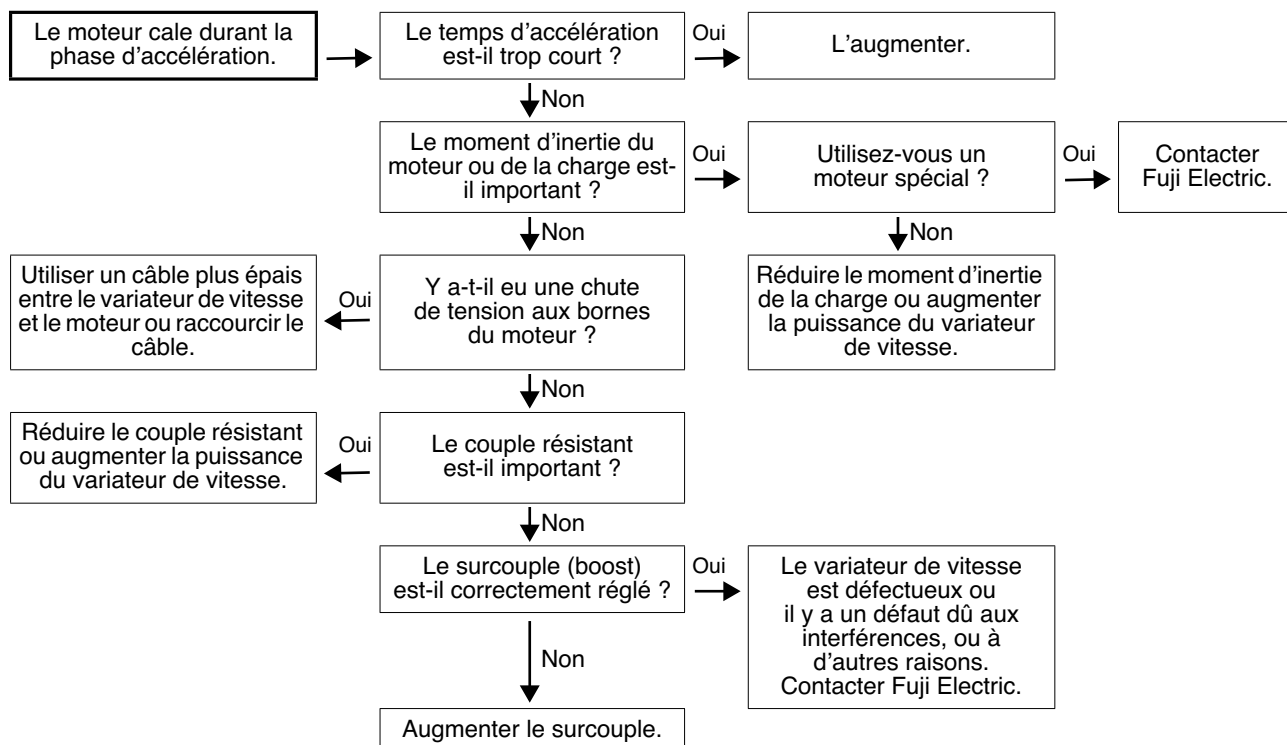 Le moteur cale durant la
phase d'accélération.
Le temps d'accélération
est-il trop court ?
Oui
L'augmenter.
Non
Le moment d'inertie du
moteur ou de la charge est-
il important ?
Oui
Utilisez-vous un
moteur spécial ?
Oui
Contacter
Fuji Electric.
Non
Non
Utiliser un câble plus épais
entre le variateur de vitesse
et le moteur ou raccourcir le
câble.
Oui
Y a-t-il eu une chute
de tension aux bornes
du moteur ?
Réduire le moment d'inertie
de la charge ou augmenter
la puissance du variateur
de vitesse.
Non
Réduire le couple résistant
ou augmenter la puissance
du variateur de vitesse.
Oui
Le couple résistant
est-il important ?
Non
Le surcouple (boost)
est-il correctement réglé ?
Oui
Le variateur de vitesse
est défectueux ou
il y a un défaut dû aux
interférences, ou à
d'autres raisons.
Contacter Fuji Electric.
Non
Augmenter le surcouple.